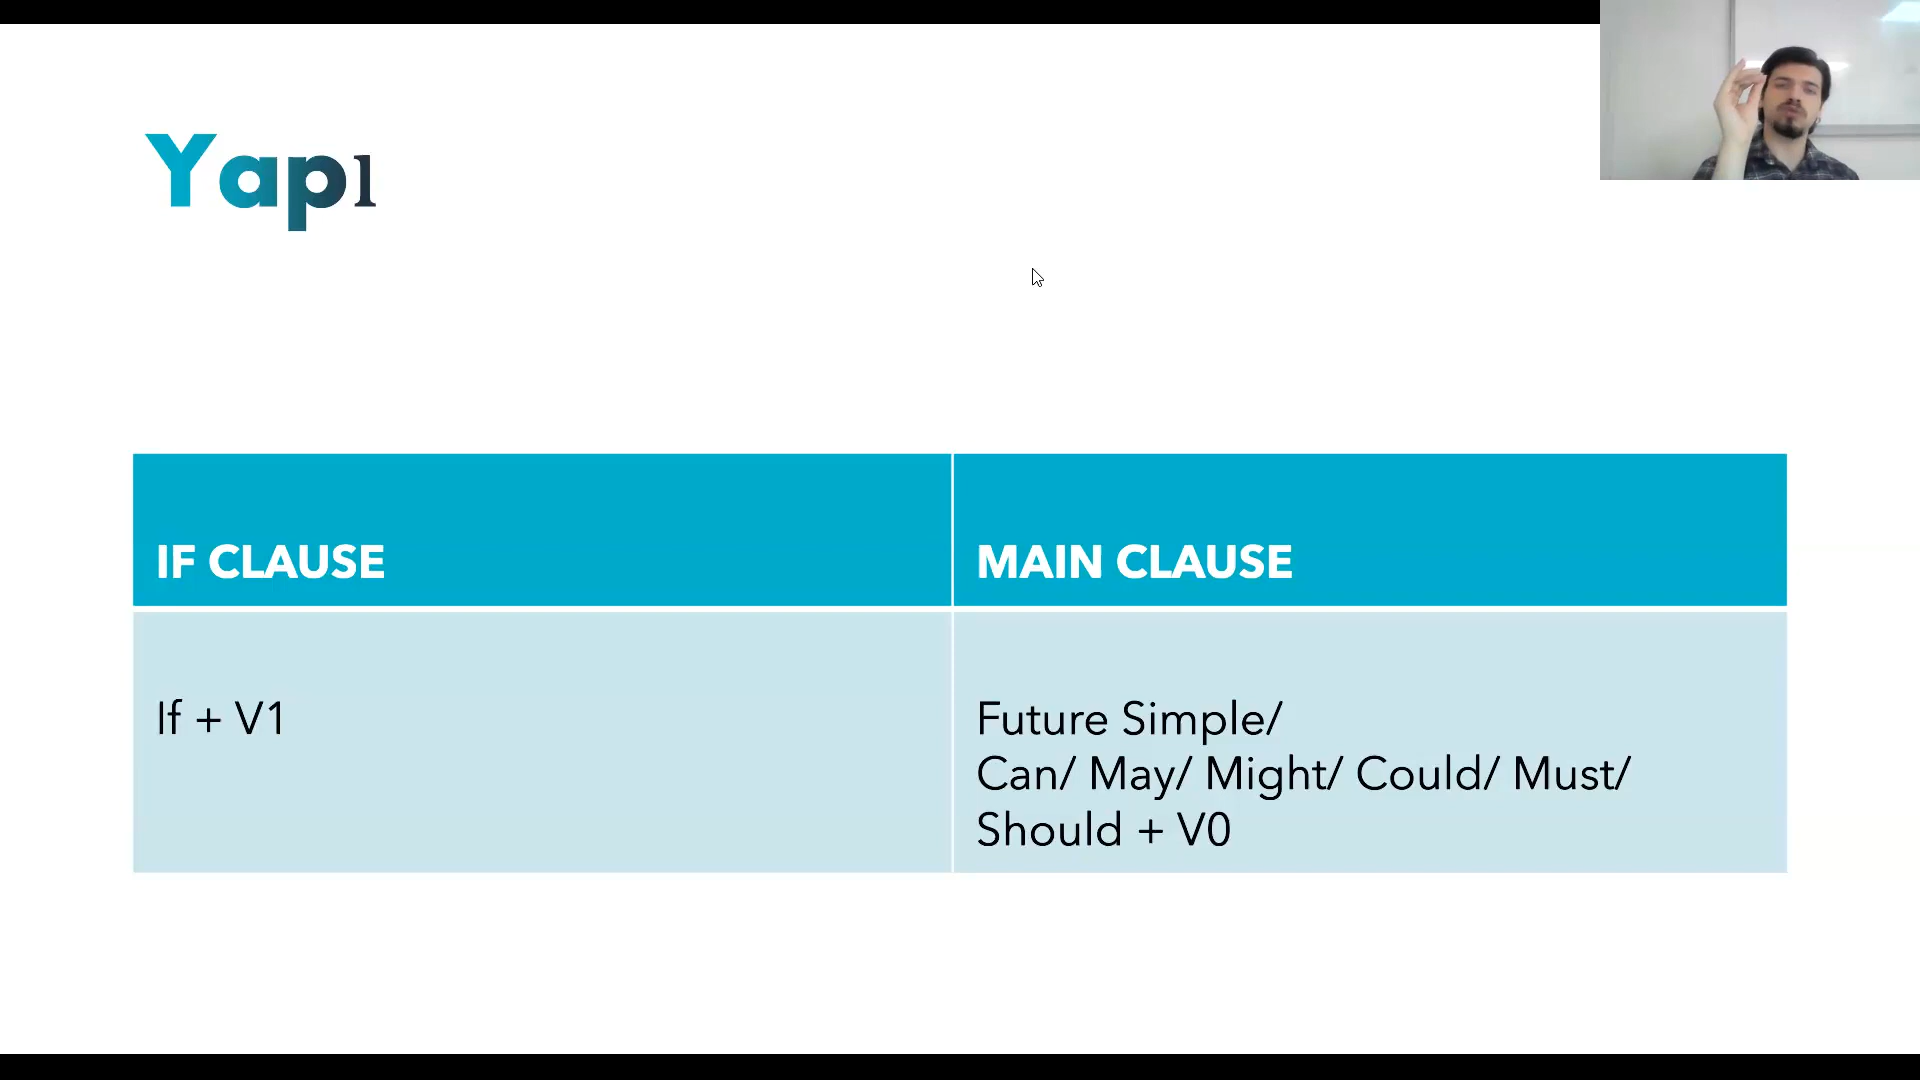 Yapı
IF CLAUSE
MAIN CLAUSE
If + V1
Future Simple/
Can/ May/ Might/ Could/ Must/
Should + V0